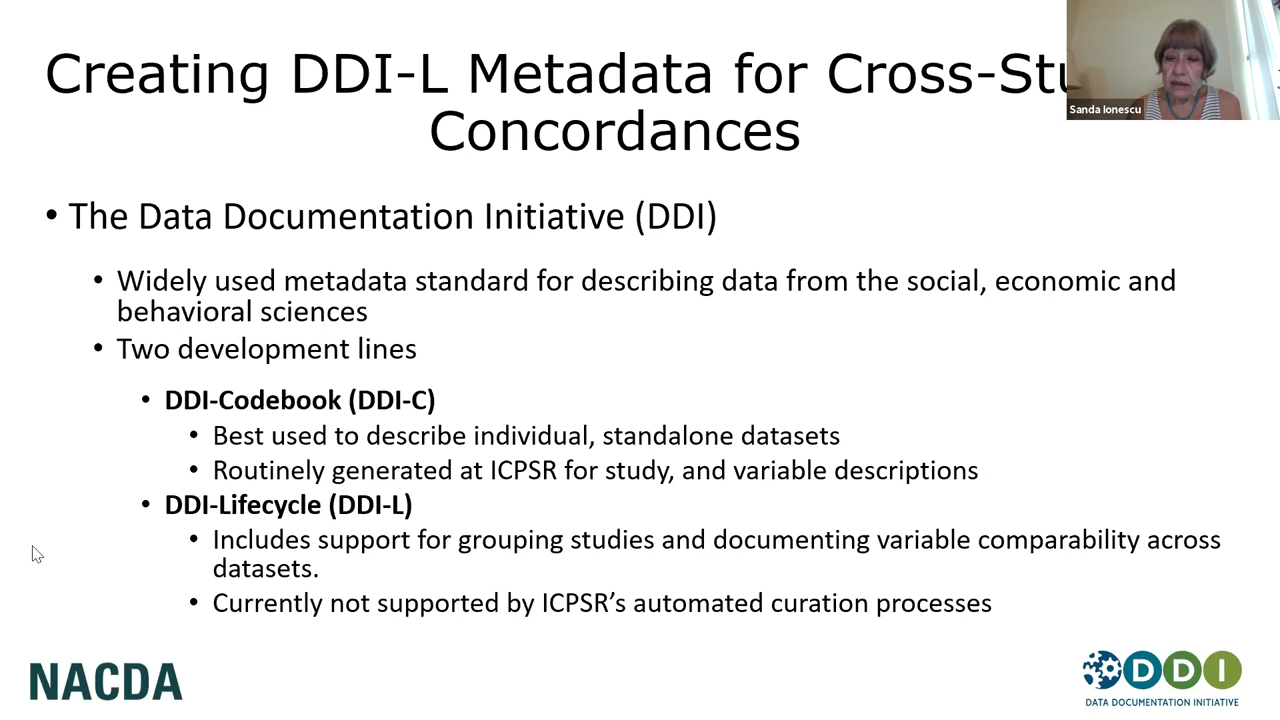 Creating DDI-L Metadata for Cross-Stu
Concordances
Sanda Ionescu
• The Data Documentation Initiative (DDI)
• Widely used metadata standard for describing data from the social, economic and
behavioral sciences
• Two development lines
• DDI-Codebook (DDI-C)
• Best used to describe individual, standalone datasets
• Routinely generated at ICPSR for study, and variable descriptions
• DDI-Lifecycle (DDI-L)
• Includes support for grouping studies and documenting variable comparability across
datasets.
• Currently not supported by ICPSR’s automated curation processes
NACDA
DDI
DATA DOCUMENTATION INITIATIVE